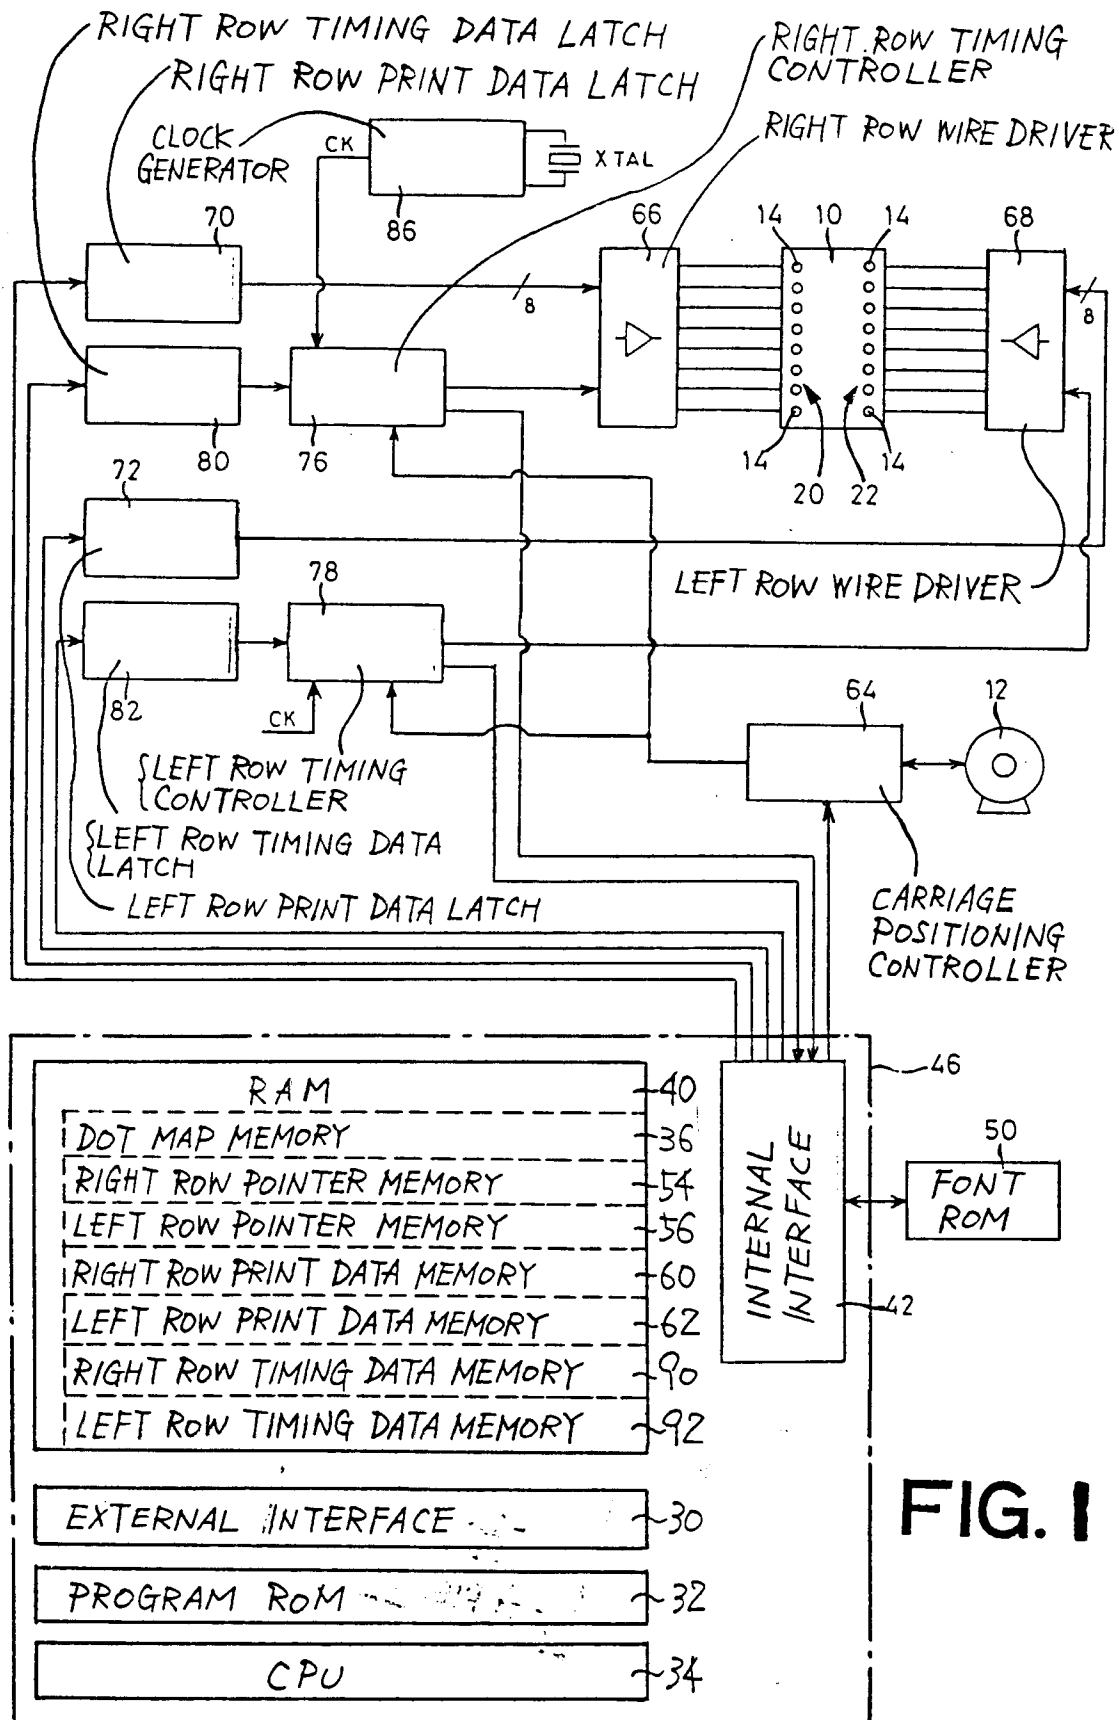 RIGHT ROW TIMING DATA LATCH
RIGHT ROW PRINT DATA LATCH
RIGHT ROW TIMING
CONTROLLER
RIGHT ROW WIRE DRIVER
CLOCK
GENERATOR
CK
XTAL
86
70
66
14
10
14
68
8
8
80
76
14
20
22
14
72
78
LEFT ROW WIRE DRIVER
82
CK
64
12
LEFT ROW TIMING
CONTROLLER
LEFT ROW TIMING DATA
LATCH
LEFT ROW PRINT DATA LATCH
CARRIAGE
POSITIONING
CONTROLLER
46
RAM
40
DOT MAP MEMORY
36
RIGHT ROW POINTER MEMORY
54
LEFT ROW POINTER MEMORY
56
RIGHT ROW PRINT DATA MEMORY
60
LEFT ROW PRINT DATA MEMORY
62
RIGHT ROW TIMING DATA MEMORY
90
LEFT ROW TIMING DATA MEMORY
92
INTERNAL
INTERFACE
42
50
FONT
ROM
EXTERNAL INTERFACE
30
PROGRAM ROM
32
CPU
34
FIG. 1